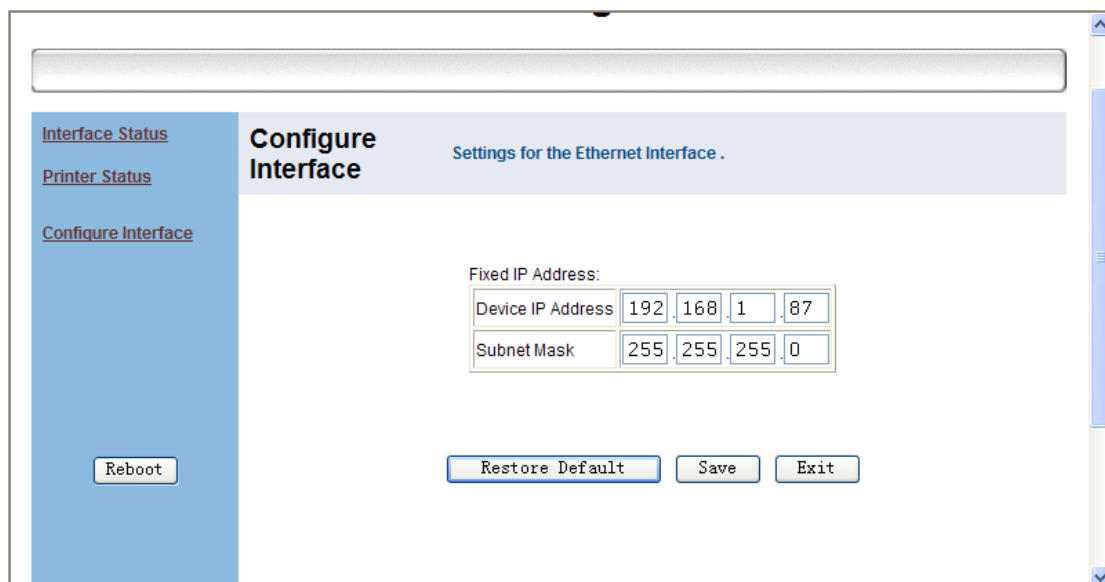 Interface Status
Printer Status
Configure Interface
Configure
Interface
Settings for the Ethernet Interface .
Fixed IP Address:
Device IP Address 192 . 168 . 1 . 87
Subnet Mask 255 . 255 . 255 . 0
Reboot
Restore Default Save Exit